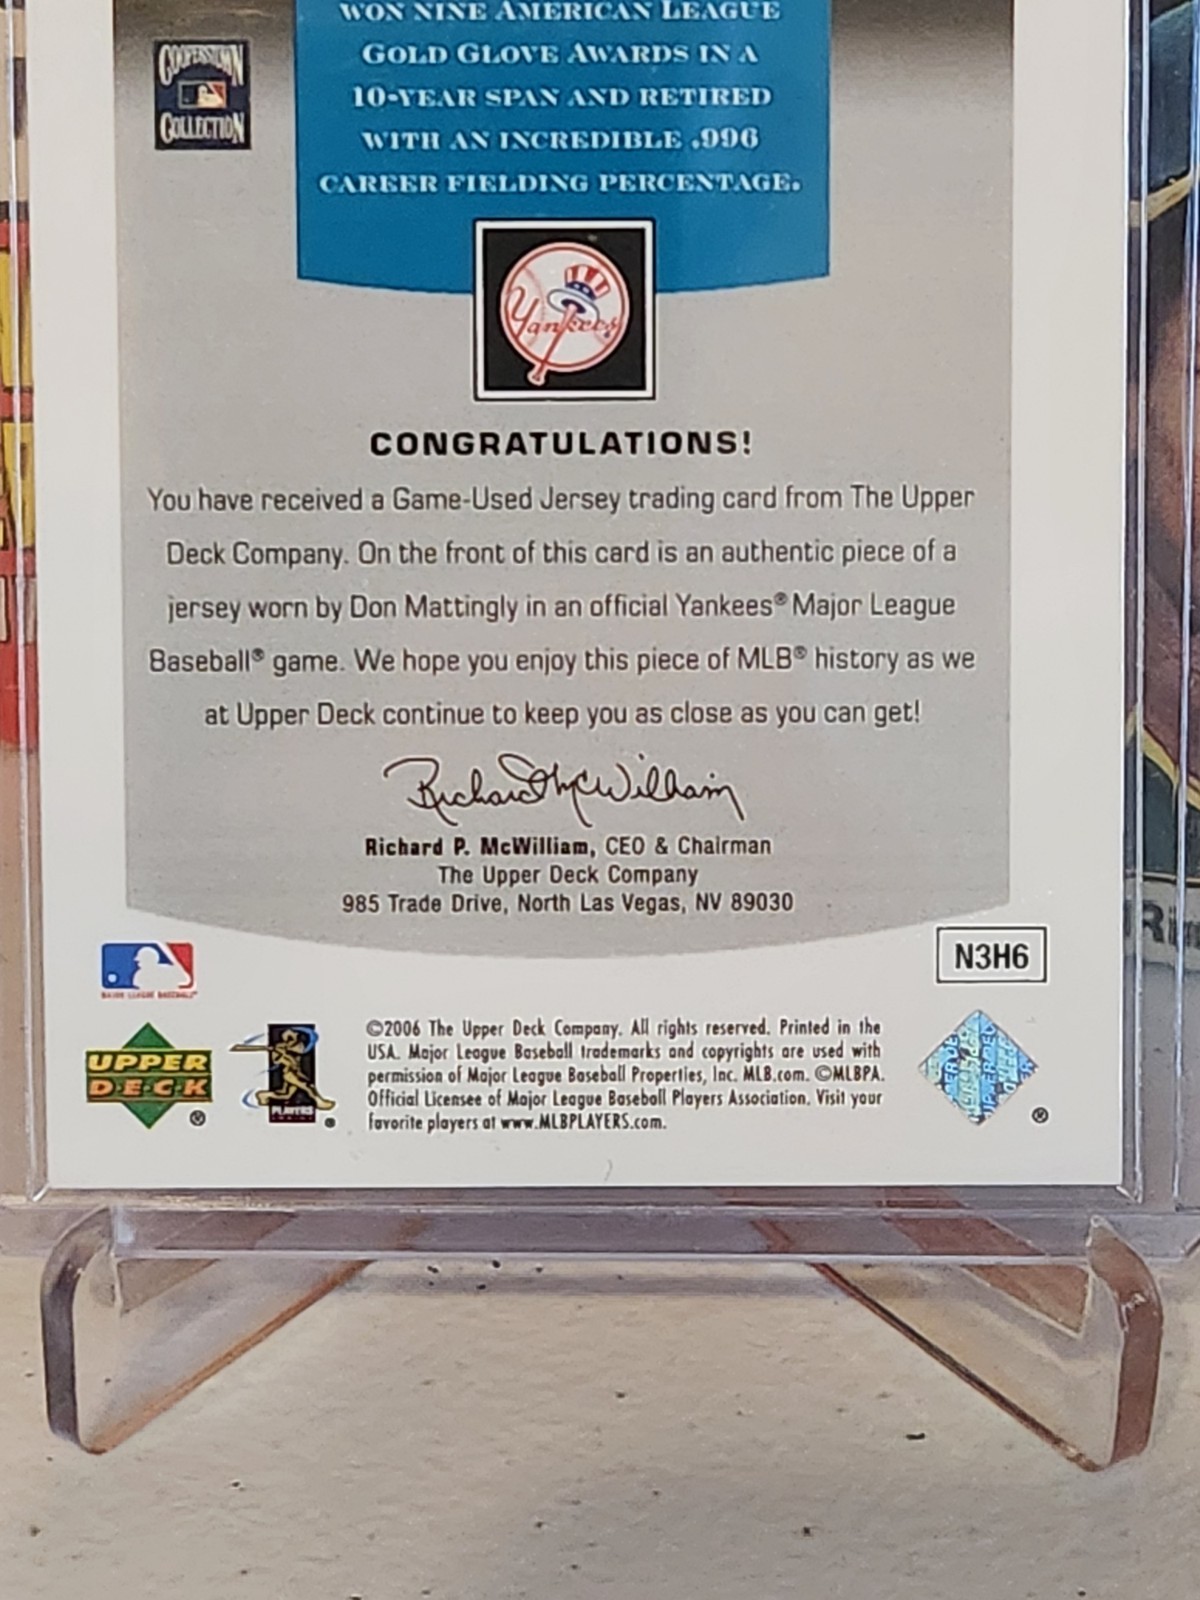 WON NINE AMERICAN LEAGUE
GOLD GLOVE AWARDS IN A
10-YEAR SPAN AND RETIRED
WITH AN INCREDIBLE .996
CAREER FIELDING PERCENTAGE.
COOPERSTOWN
COLLECTION
Yankees
CONGRATULATIONS!
You have received a Game-Used Jersey trading card from The Upper
Deck Company. On the front of this card is an authentic piece of a
jersey worn by Don Mattingly in an official Yankees® Major League
Baseball® game. We hope you enjoy this piece of MLB® history as we
at Upper Deck continue to keep you as close as you can get!
Richard McWilliam
Richard P. McWilliam, CEO & Chairman
The Upper Deck Company
985 Trade Drive, North Las Vegas, NV 89030
N3H6
MAJOR LEAGUE BASEBALL
UPPER
DECK
®
PLAYERS
®
©2006 The Upper Deck Company. All rights reserved. Printed in the
USA. Major League Baseball trademarks and copyrights are used with
permission of Major League Baseball Properties, Inc. MLB.com. ©MLBPA.
Official Licensee of Major League Baseball Players Association. Visit your
favorite players at www.MLBPLAYERS.com.
®